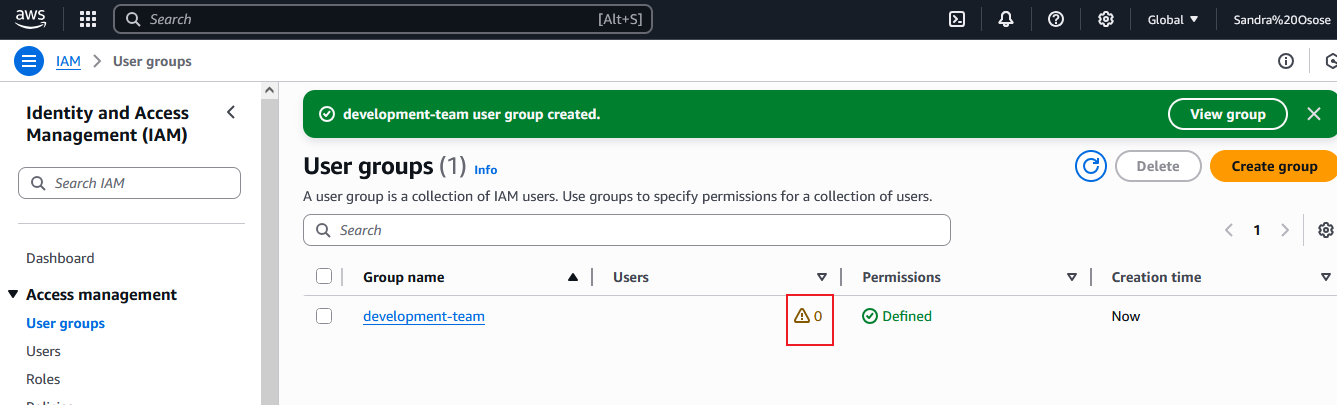 aws Search [Alt+S] Global Sandra%20Osose
IAM > User groups
Identity and Access
Management (IAM)
Search IAM
Dashboard
Access management
User groups
Users
Roles
development-team user group created. View group
User groups (1) Info Delete Create group
A user group is a collection of IAM users. Use groups to specify permissions for a collection of users.
Search 1
Group name Users Permissions Creation time
development-team 0 Defined Now